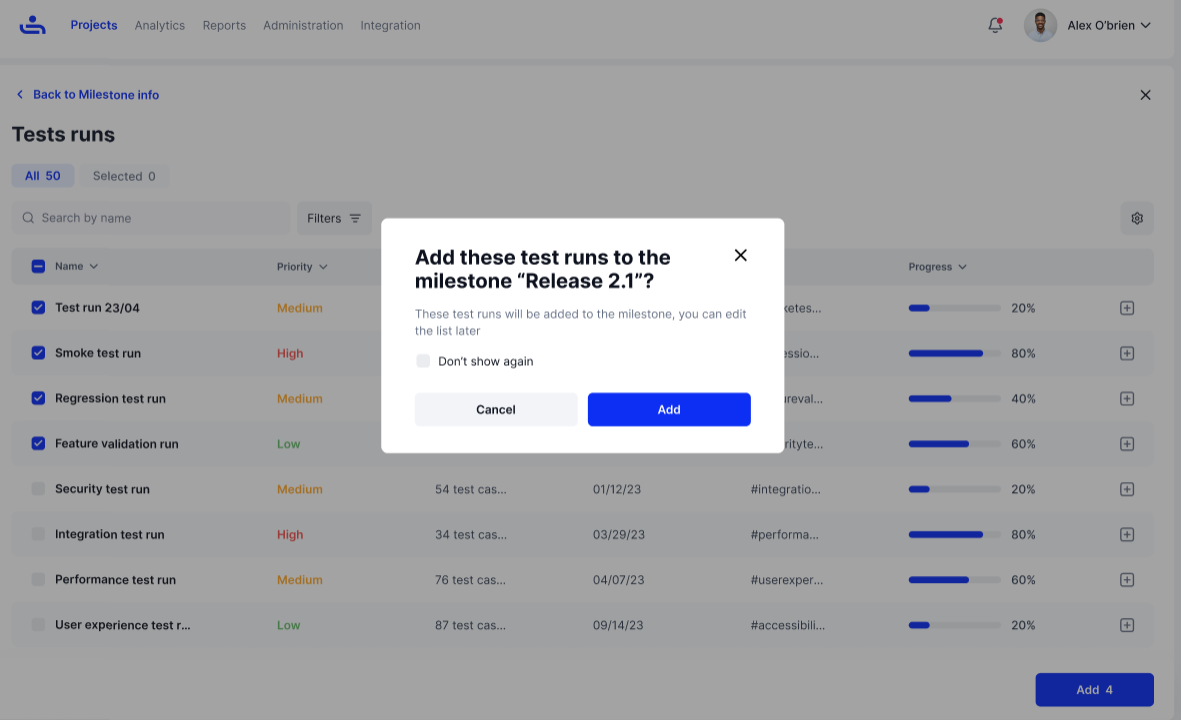 Projects Analytics Reports Administration Integration Alex O'brien
Back to Milestone info
Tests runs
All 50 Selected 0
Search by name Filters
Name Priority Progress
Test run 23/04 Medium 20%
Smoke test run High 80%
Regression test run Medium 40%
Feature validation run Low 60%
Security test run Medium 54 test cas... 01/12/23 #integratio... 20%
Integration test run High 34 test cas... 03/29/23 #performa... 80%
Performance test run Medium 76 test cas... 04/07/23 #userexper... 60%
User experience test r... Low 87 test cas... 09/14/23 #accessibili... 20%
Add 4
Add these test runs to the
milestone “Release 2.1”?
These test runs will be added to the milestone, you can edit
the list later
Don't show again
Cancel Add